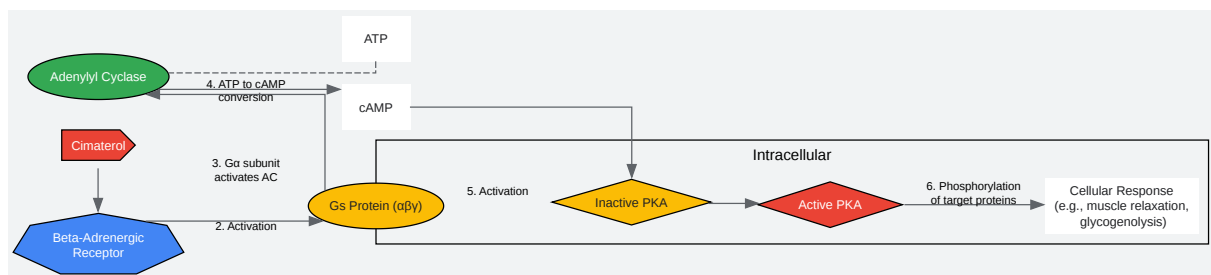 ATP
Adenylyl Cyclase
4. ATP to cAMP
conversion
cAMP
Cimaterol
Intracellular
3. Gα subunit
activates AC
5. Activation
Gs Protein (αβγ)
Inactive PKA
Active PKA
6. Phosphorylation
of target proteins
Cellular Response
(e.g., muscle relaxation,
glycogenolysis)
2. Activation
Beta-Adrenergic
Receptor